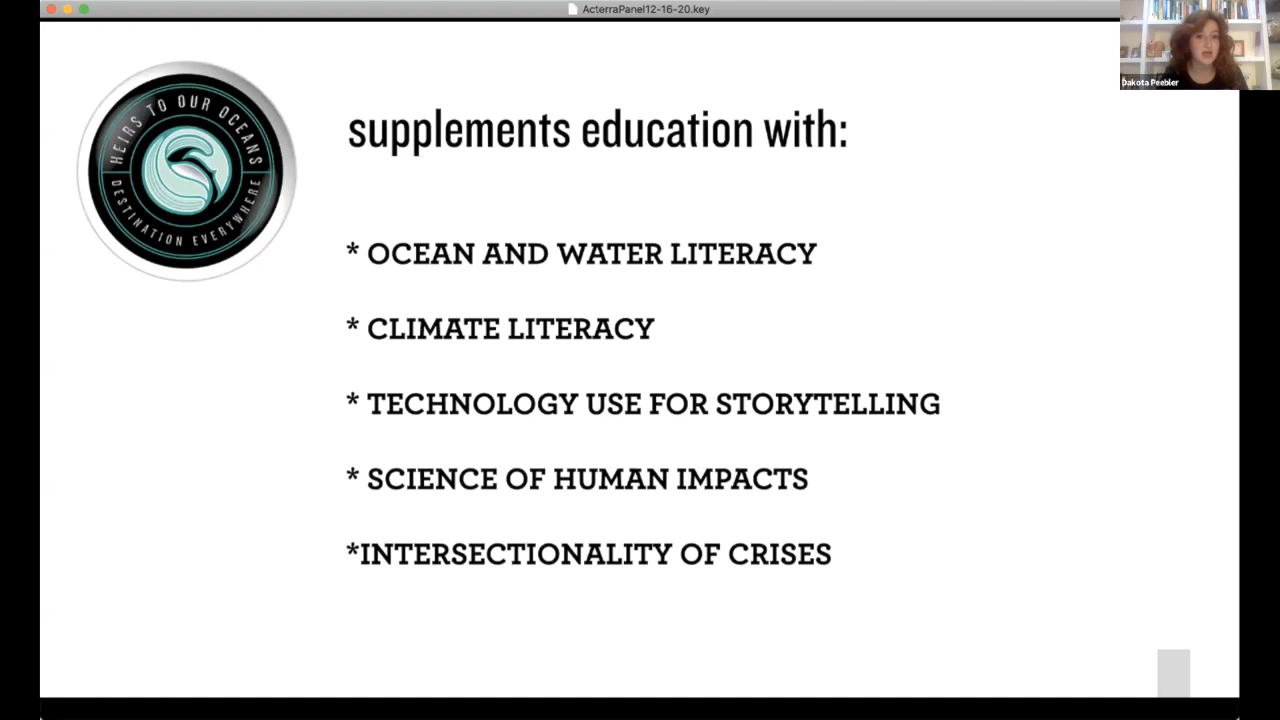 ActerraPanel12-16-20.key
Dakota Peebler
HEIRS TO OUR OCEANS
DESTINATION EVERYWHERE
supplements education with:
* OCEAN AND WATER LITERACY
* CLIMATE LITERACY
* TECHNOLOGY USE FOR STORYTELLING
* SCIENCE OF HUMAN IMPACTS
*INTERSECTIONALITY OF CRISES